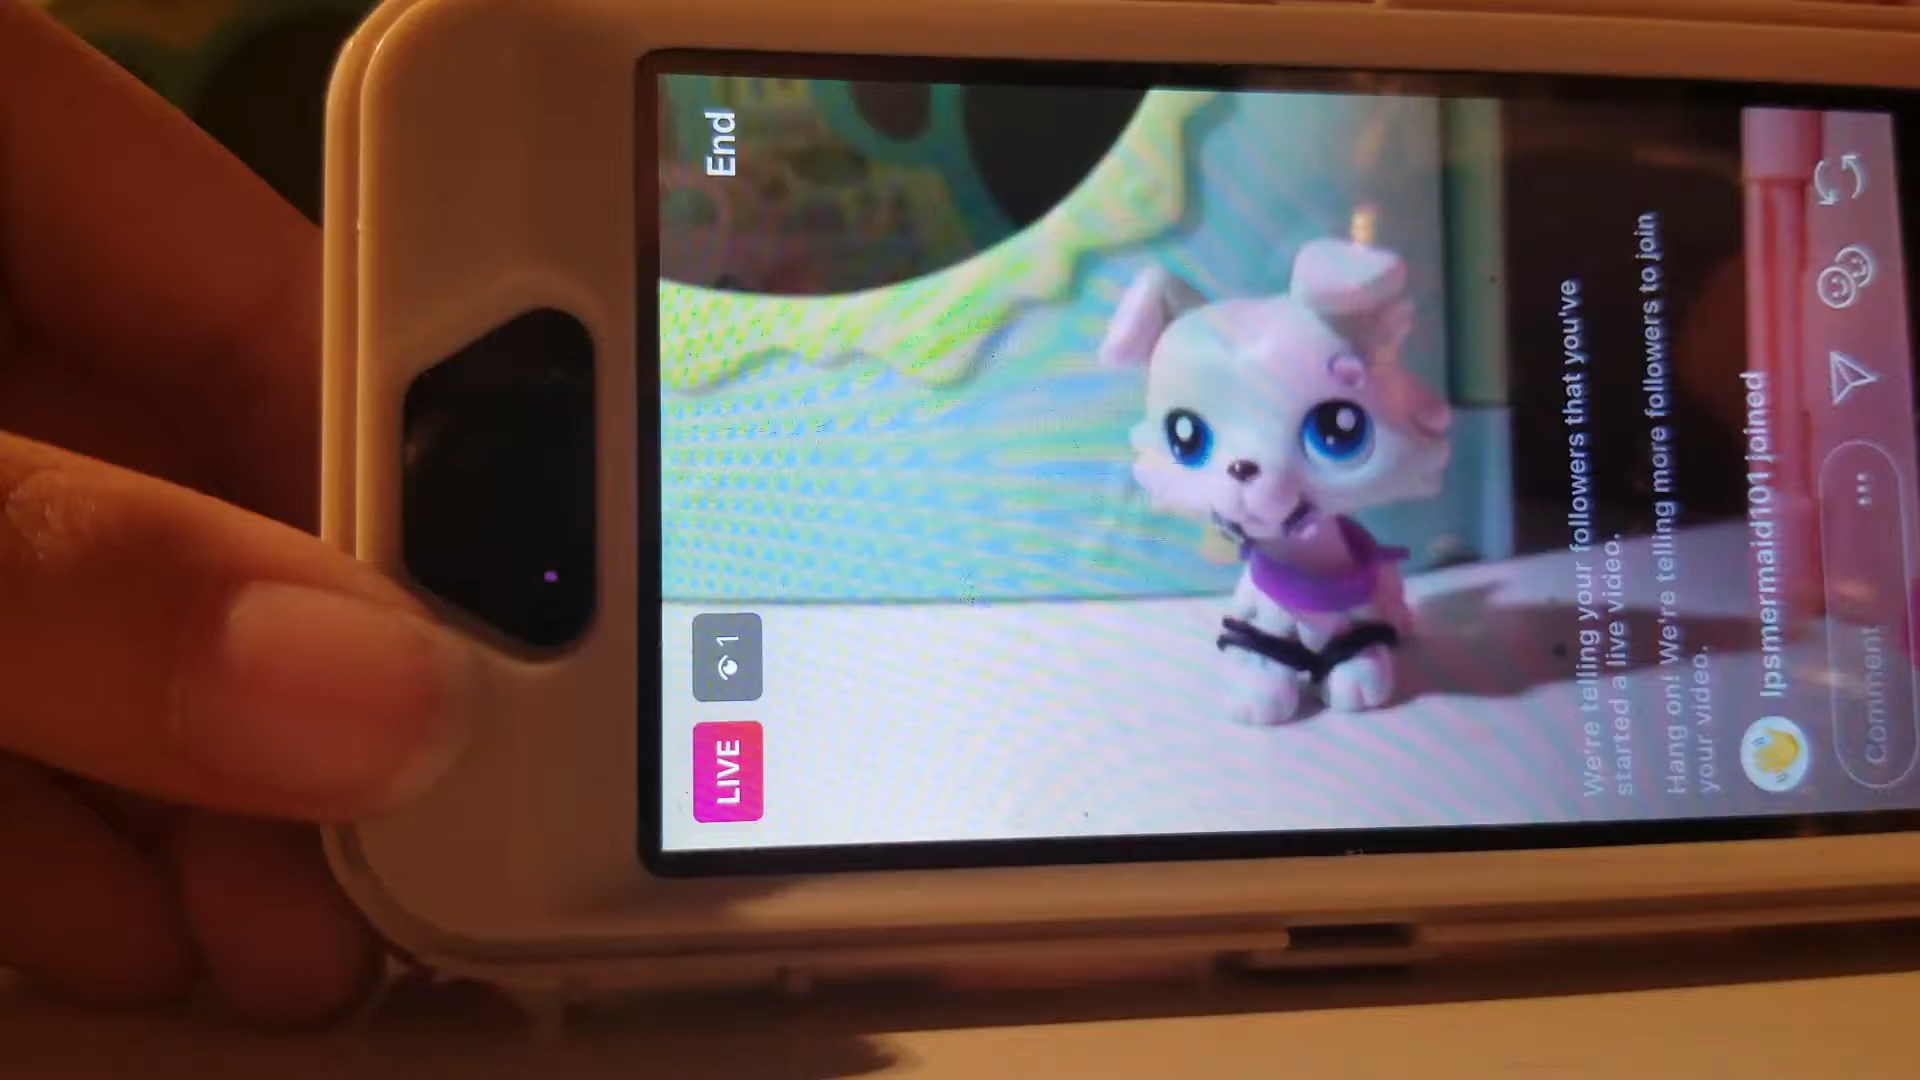 LIVE
1
End
We're telling your followers that you've
started a live video.
Hang on! We're telling more followers to join
your video.
lpsmermaid101 joined
Comment